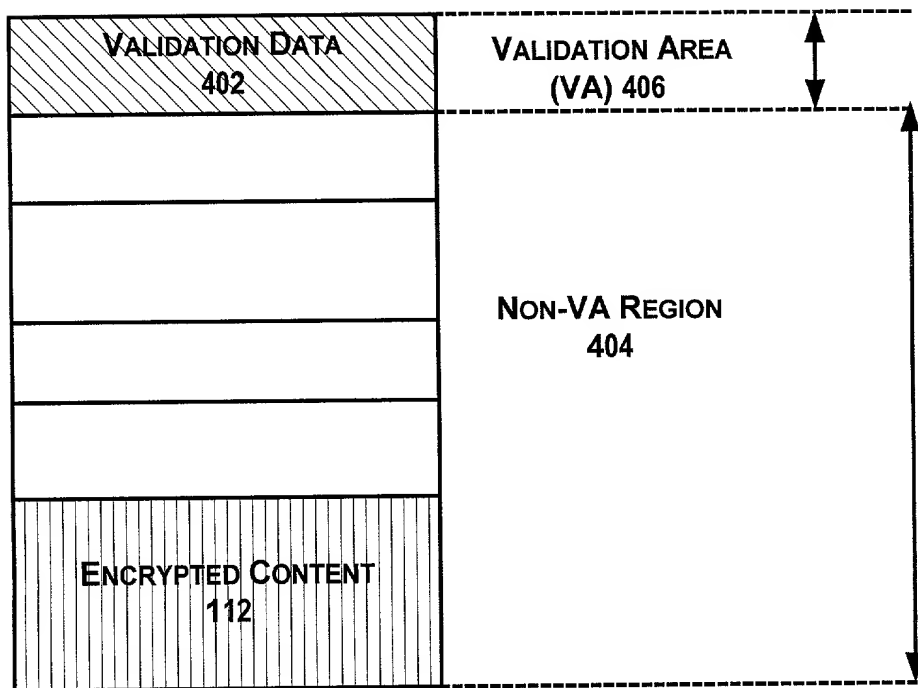 VALIDATION DATA
402
VALIDATION AREA
(VA) 406
NON-VA REGION
404
ENCRYPTED CONTENT
112